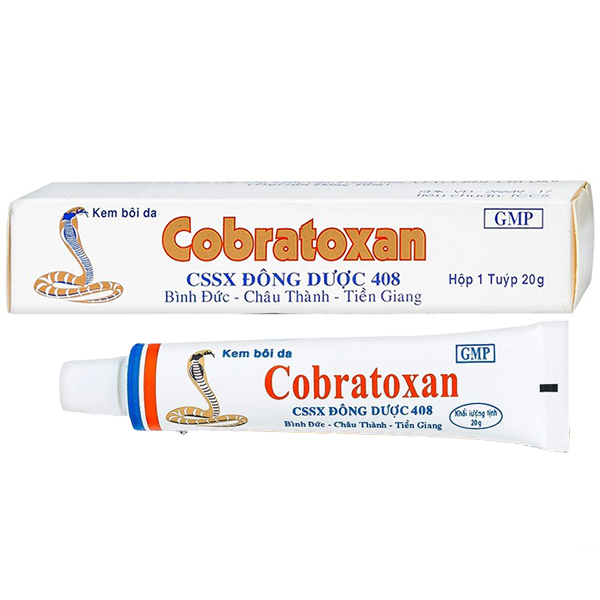 Kem bôi da
Cobratoxan
CSSX ĐÔNG DƯỢC 408
Bình Đức - Châu Thành - Tiền Giang
GMP
Hộp 1 Tuýp 20g
Kem bôi da
Cobratoxan
CSSX ĐÔNG DƯỢC 408
Bình Đức - Châu Thành - Tiền Giang
GMP
Khối lượng tịnh
20g